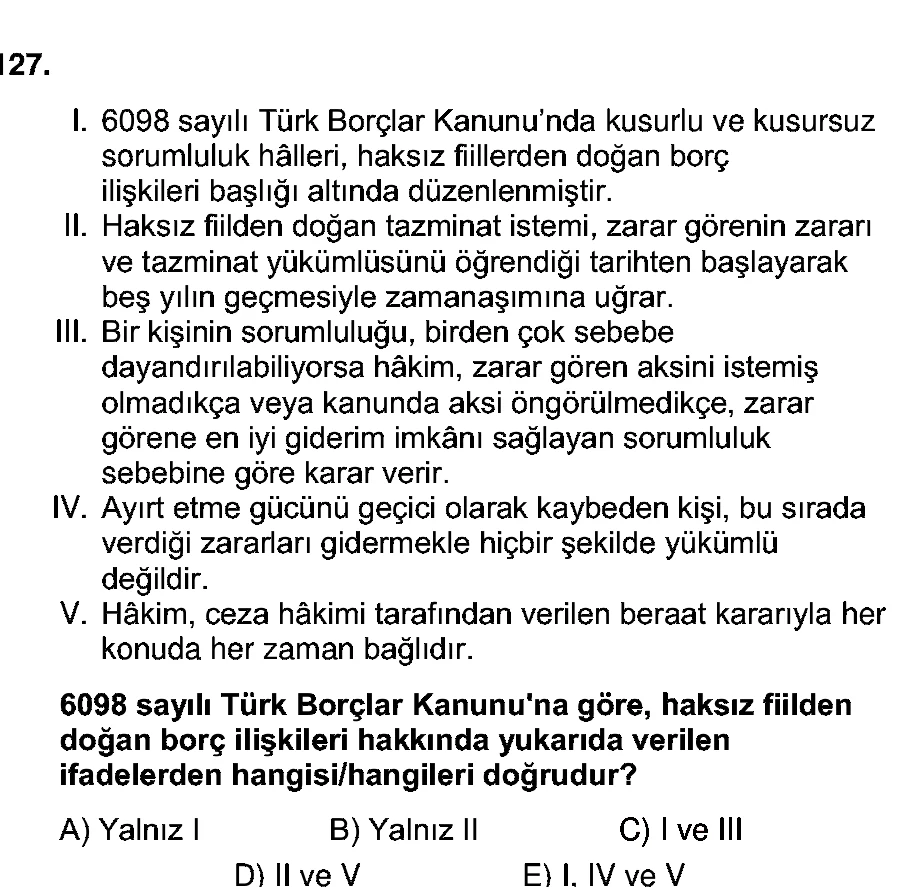 127.
I. 6098 sayılı Türk Borçlar Kanunu'nda kusurlu ve kusursuz
sorumluluk hâlleri, haksız fiillerden doğan borç
ilişkileri başlığı altında düzenlenmiştir.
II. Haksız fiilden doğan tazminat istemi, zarar görenin zararı
ve tazminat yükümlüsünü öğrendiği tarihten başlayarak
beş yılın geçmesiyle zamanaşımına uğrar.
III. Bir kişinin sorumluluğu, birden çok sebebe
dayandırılabiliyorsa hâkim, zarar gören aksini istemiş
olmadıkça veya kanunda aksi öngörülmedikçe, zarar
görene en iyi giderim imkânı sağlayan sorumluluk
sebebine göre karar verir.
IV. Ayırt etme gücünü geçici olarak kaybeden kişi, bu sırada
verdiği zararları gidermekle hiçbir şekilde yükümlü
değildir.
V. Hâkim, ceza hâkimi tarafından verilen beraat kararıyla her
konuda her zaman bağlıdır.
6098 sayılı Türk Borçlar Kanunu'na göre, haksız fiilden
doğan borç ilişkileri hakkında yukarıda verilen
ifadelerden hangisi/hangileri doğrudur?
A) Yalnız I B) Yalnız II C) I ve III
D) II ve V E) I, IV ve V